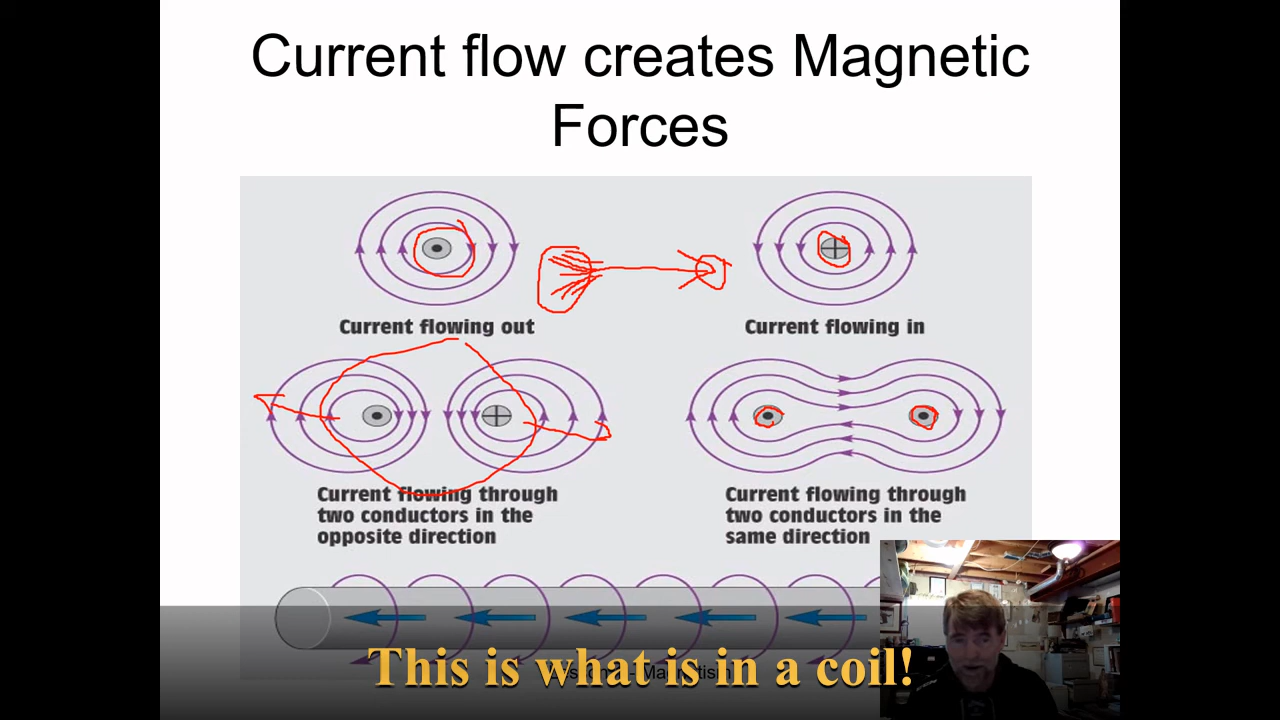 Current flow creates Magnetic
Forces
Current flowing out
Current flowing in
Current flowing through
two conductors in the
opposite direction
Current flowing through
two conductors in the
same direction
This is what is in a coil!